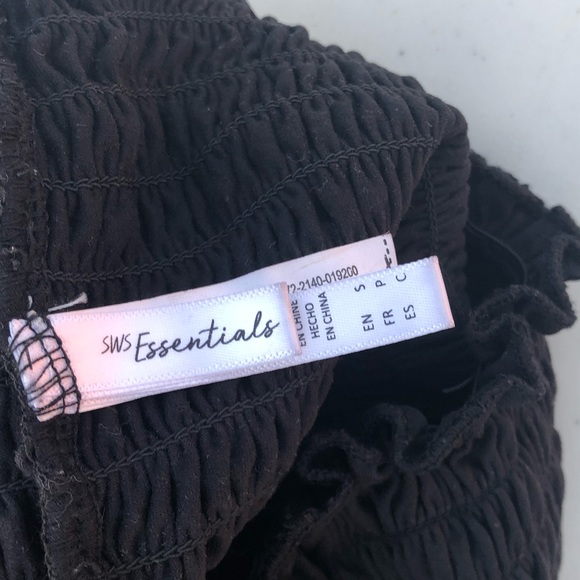 SWS Essentials
2-2140-019200
EN CHINE
HECHO
EN CHINA
EN S
FR P
ES C